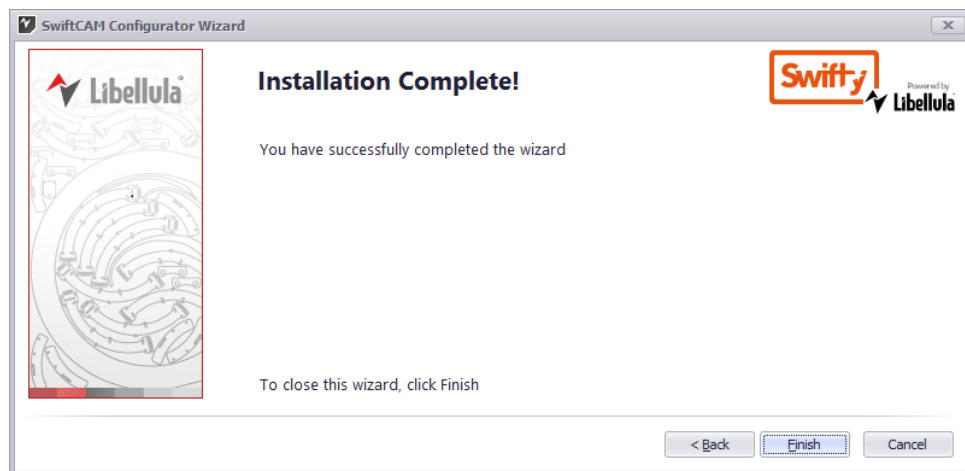 SwiftCAM Configurator Wizard
Libellula
Installation Complete!
Swifty
Powered by
Libellula
You have successfully completed the wizard
To close this wizard, click Finish
< Back
Finish
Cancel